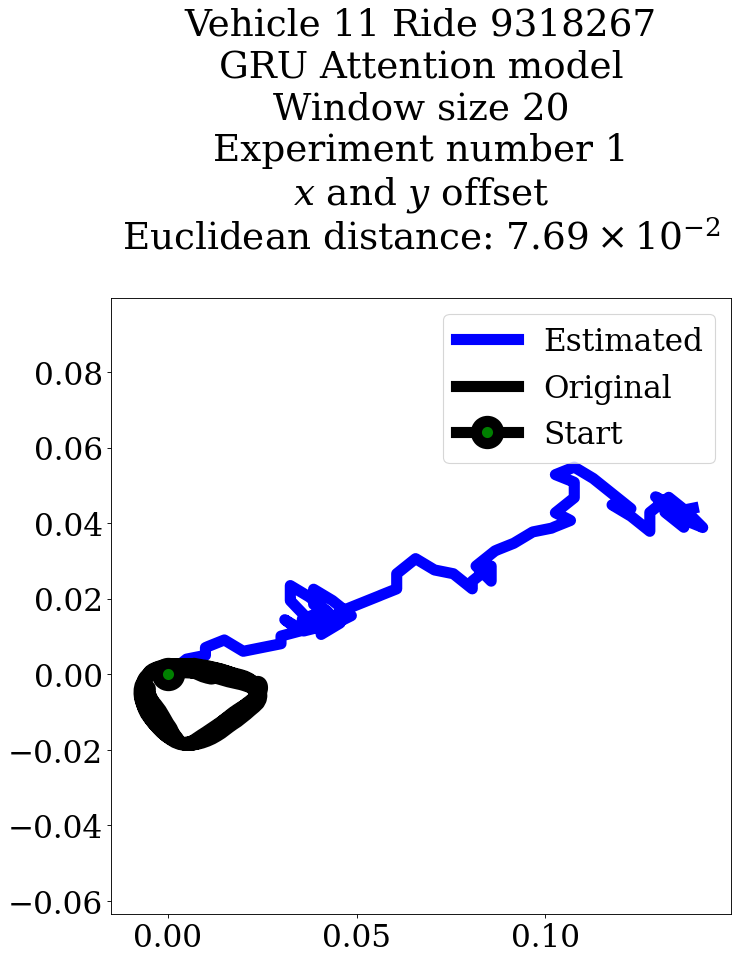 Vehicle 11 Ride 9318267
GRU Attention model
Window size 20
Experiment number 1
x and y offset
Euclidean distance: 7.69 × 10⁻²
Estimated
Original
Start
0.08
0.06
0.04
0.02
0.00
−0.02
−0.04
−0.06
0.00 0.05 0.10